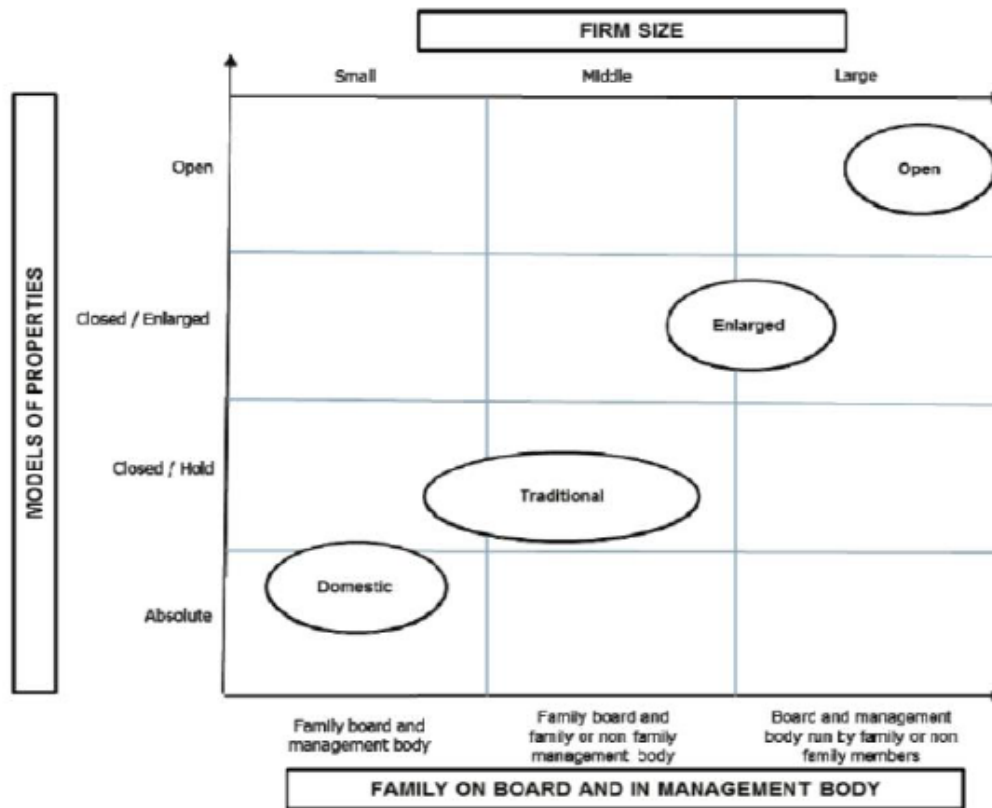 FIRM SIZE
Small Middle Large
MODELS OF PROPERTIES
Open
Open
Closed / Enlarged
Enlarged
Closed / Hold
Traditional
Domestic
Absolute
Family board and
management body
Family board and
family or non family
management body
Board and management
body run by family or non
family members
FAMILY ON BOARD AND IN MANAGEMENT BODY